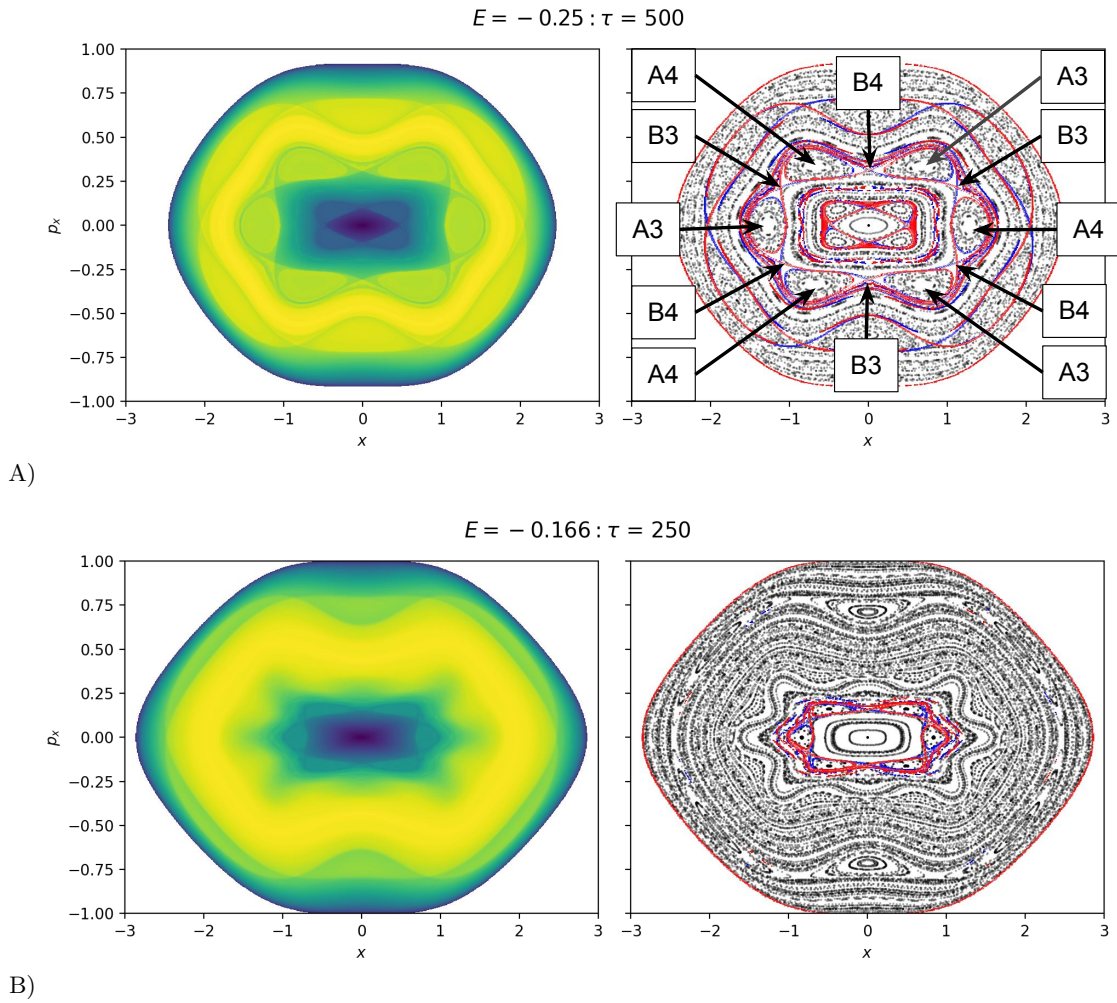 E = − 0.25 : τ = 500
1.00
0.75
0.50
0.25
0.00
−0.25
−0.50
−0.75
−1.00
pₓ
−3 −2 −1 0 1 2 3
x
A4 B4 A3
B3 B3
A3 A4
B4 B4
A4 B3 A3
−3 −2 −1 0 1 2 3
x
A)
E = − 0.166 : τ = 250
1.00
0.75
0.50
0.25
0.00
−0.25
−0.50
−0.75
−1.00
pₓ
−3 −2 −1 0 1 2 3
x
−3 −2 −1 0 1 2 3
x
B)